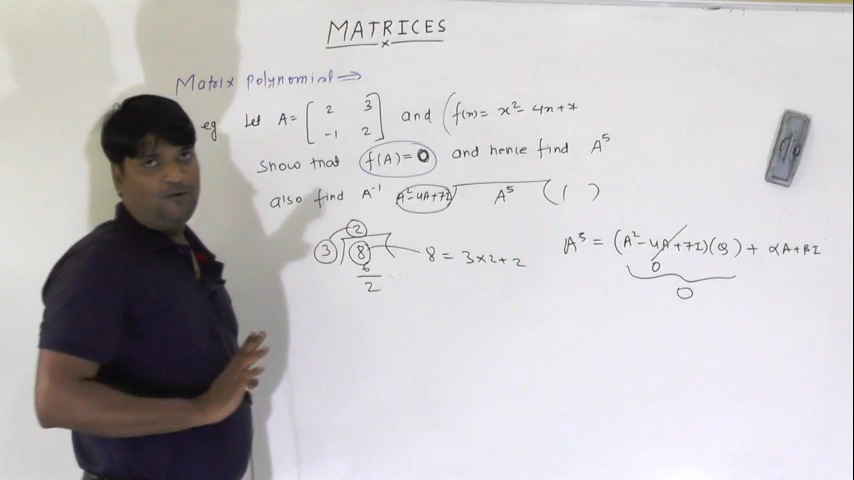 MATRICES
Matrix polynomial ⇒
eg Let A = [ 2 3 ] and f(x) = x² - 4x + 7
[ -1 2 ]
Show that f(A) = 0 and hence find A⁵
also find A⁻¹ A² - 4A + 7I A⁵ ( )
2
3 8 8 = 3 × 2 + 2
6
2
A⁵ = (A² - 4A + 7I)(Q) + αA + βI
0
0